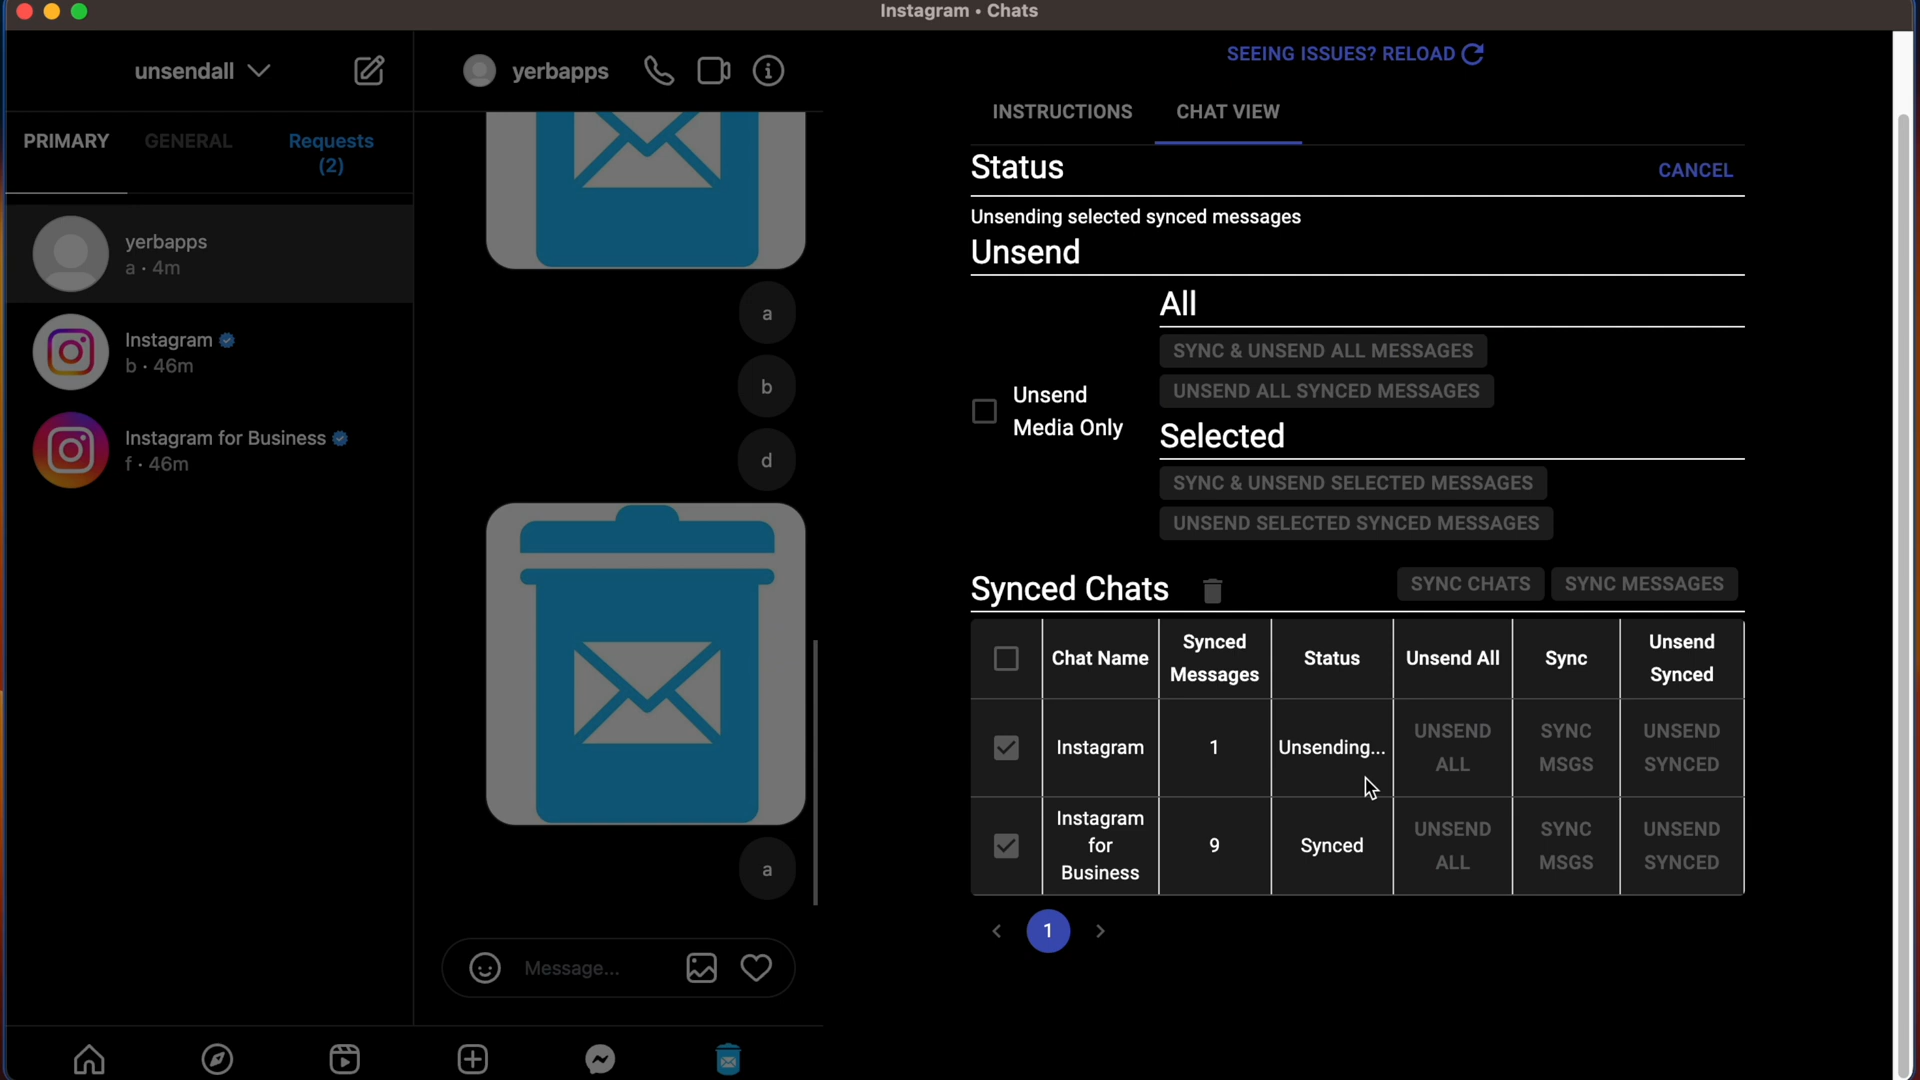 Instagram • Chats
unsendall
PRIMARY
GENERAL
Requests
(2)
yerbapps
a · 4m
Instagram
b · 46m
Instagram for Business
f · 46m
yerbapps
a
b
d
a
Message...
SEEING ISSUES? RELOAD
INSTRUCTIONS
CHAT VIEW
Status
CANCEL
Unsending selected synced messages
Unsend
All
SYNC & UNSEND ALL MESSAGES
UNSEND ALL SYNCED MESSAGES
Unsend
Media Only
Selected
SYNC & UNSEND SELECTED MESSAGES
UNSEND SELECTED SYNCED MESSAGES
Synced Chats
SYNC CHATS
SYNC MESSAGES
Chat Name
Synced
Messages
Status
Unsend All
Sync
Unsend
Synced
Instagram
1
Unsending...
UNSEND
ALL
SYNC
MSGS
UNSEND
SYNCED
Instagram
for
Business
9
Synced
UNSEND
ALL
SYNC
MSGS
UNSEND
SYNCED
1